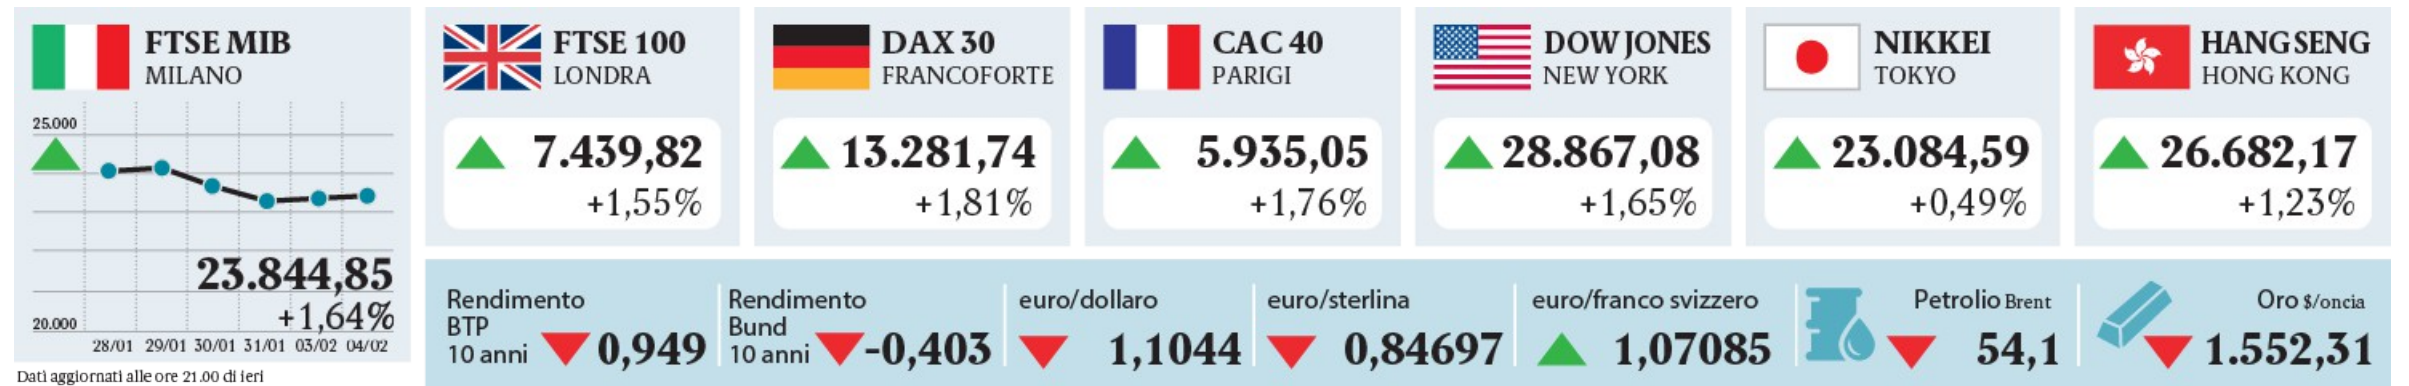 FTSE MIB
MILANO
25.000
23.844,85
+1,64%
20.000
28/01 29/01 30/01 31/01 03/02 04/02
Dati aggiornati alle ore 21.00 di ieri
FTSE 100
LONDRA
7.439,82
+1,55%
DAX 30
FRANCOFORTE
13.281,74
+1,81%
CAC 40
PARIGI
5.935,05
+1,76%
DOW JONES
NEW YORK
28.867,08
+1,65%
NIKKEI
TOKYO
23.084,59
+0,49%
HANG SENG
HONG KONG
26.682,17
+1,23%
Rendimento
BTP
10 anni 0,949
Rendimento
Bund
10 anni -0,403
euro/dollaro
1,1044
euro/sterlina
0,84697
euro/franco svizzero
1,07085
Petrolio Brent
54,1
Oro $/oncia
1.552,31